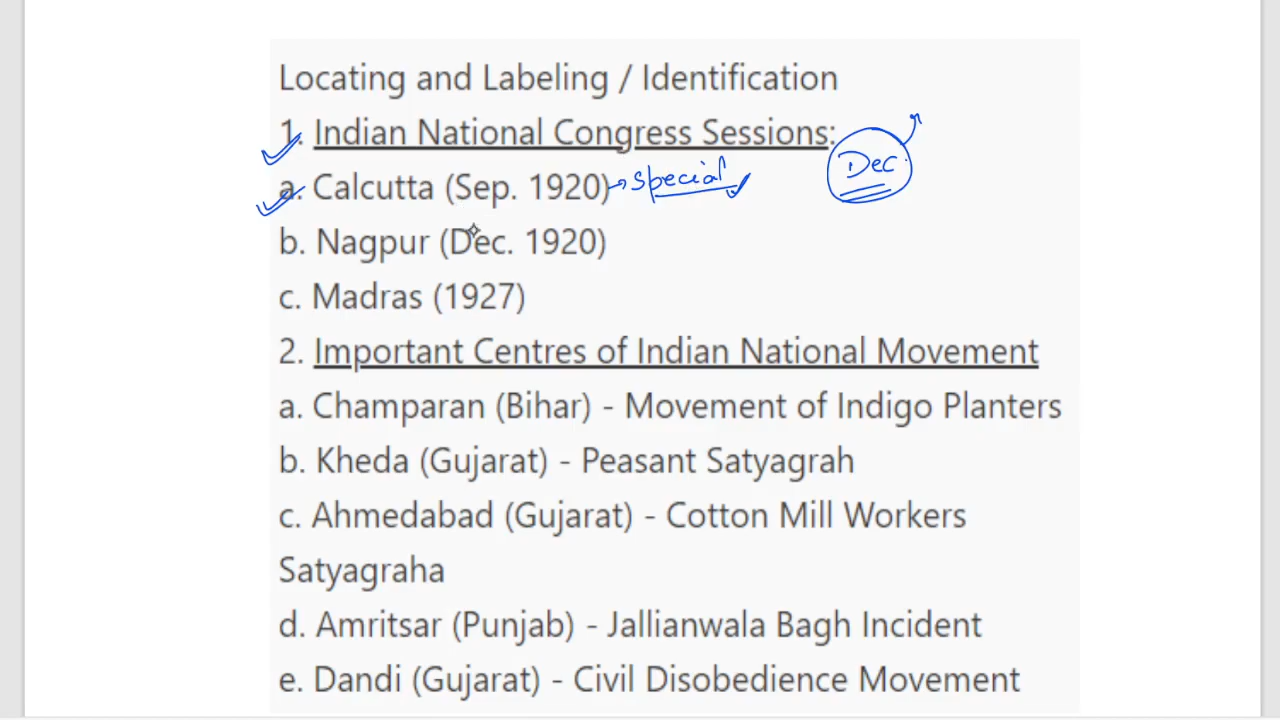 Locating and Labeling / Identification
1. Indian National Congress Sessions:
Dec
a. Calcutta (Sep. 1920) → special
b. Nagpur (Dec. 1920)
c. Madras (1927)
2. Important Centres of Indian National Movement
a. Champaran (Bihar) - Movement of Indigo Planters
b. Kheda (Gujarat) - Peasant Satyagrah
c. Ahmedabad (Gujarat) - Cotton Mill Workers
Satyagraha
d. Amritsar (Punjab) - Jallianwala Bagh Incident
e. Dandi (Gujarat) - Civil Disobedience Movement